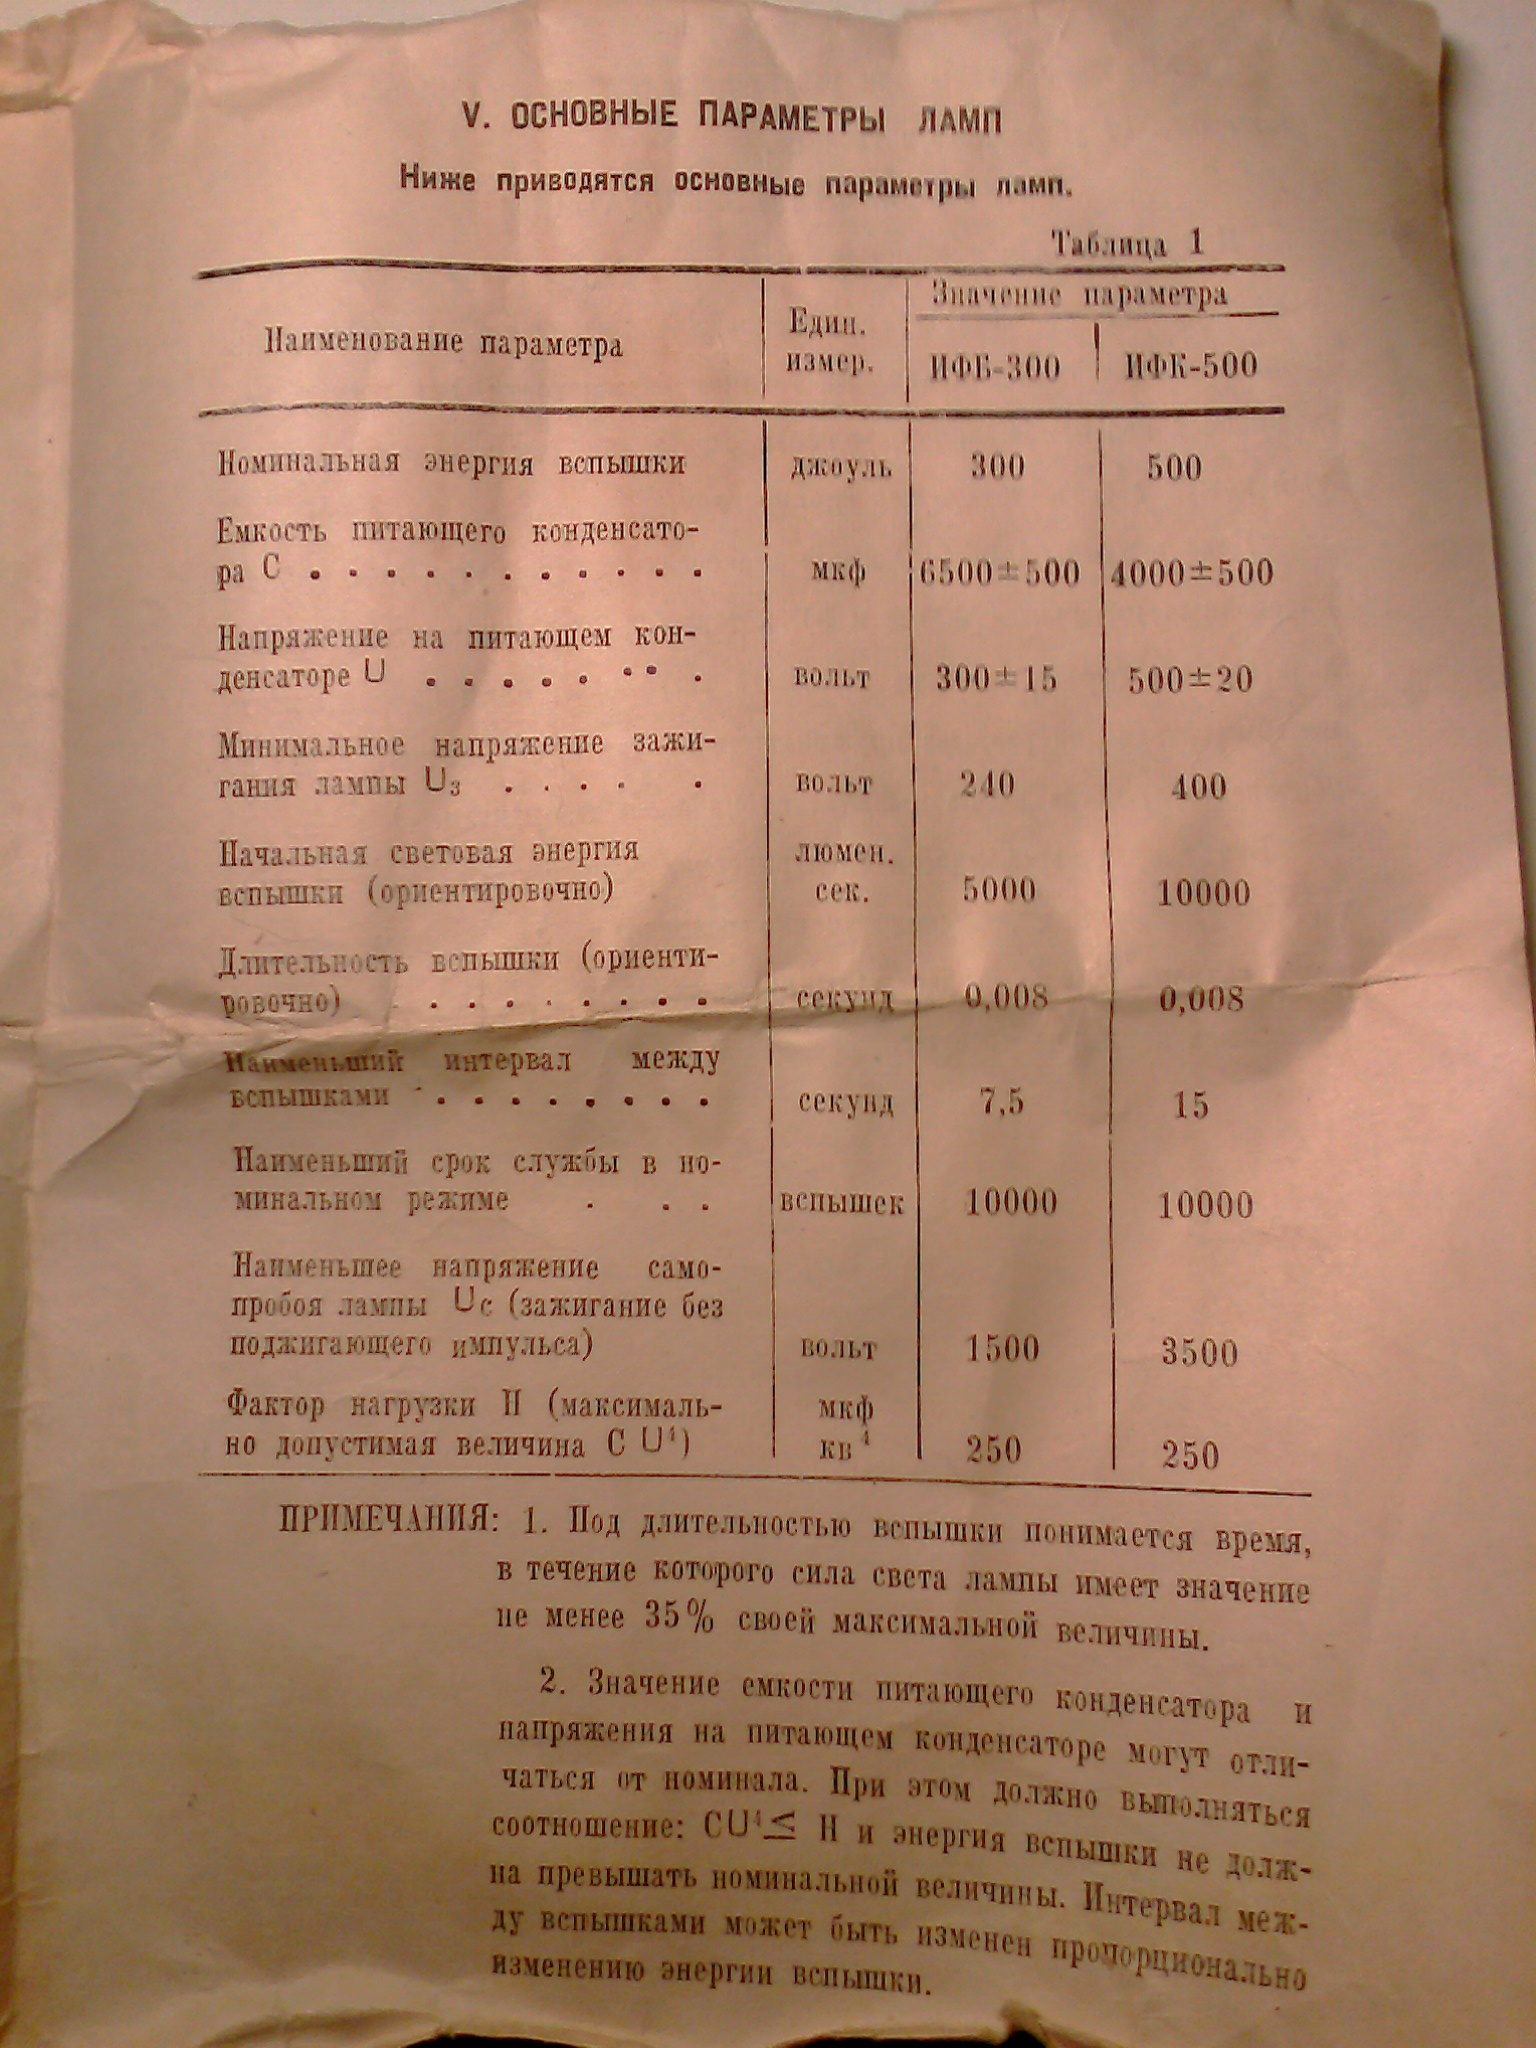 V. ОСНОВНЫЕ ПАРАМЕТРЫ ЛАМП
Ниже приводятся основные параметры ламп.
Таблица 1
Наименование параметра
Един.
измер.
Значение параметра
ИФБ-300 ИФК-500
Номинальная энергия вспышки джоуль 300 500
Емкость питающего конденсато-
ра С . . . . . . . . . . . мкф 6500±500 4000±500
Напряжение на питающем кон-
денсаторе U . . . . . . . . вольт 300±15 500±20
Минимальное напряжение зажи-
гания лампы Uз . . . . . вольт 240 400
Начальная световая энергия люмен.
вспышки (ориентировочно) сек. 5000 10000
Длительность вспышки (ориенти-
ровочно) . . . . . . . . секунд 0,008 0,008
Наименьший интервал между
вспышками . . . . . . . . секунд 7,5 15
Наименьший срок службы в но-
минальном режиме . . . вспышек 10000 10000
Наименьшее напряжение само-
пробоя лампы Uс (зажигание без
поджигающего импульса) вольт 1500 3500
Фактор нагрузки Н (максималь- мкф
но допустимая величина С U⁴) кв⁴ 250 250
ПРИМЕЧАНИЯ: 1. Под длительностью вспышки понимается время,
в течение которого сила света лампы имеет значение
не менее 35% своей максимальной величины.
2. Значение емкости питающего конденсатора и
напряжения на питающем конденсаторе могут отли-
чаться от номинала. При этом должно выполняться
соотношение: СU⁴≤ Н и энергия вспышки не долж-
на превышать номинальной величины. Интервал меж-
ду вспышками может быть изменен пропорционально
изменению энергии вспышки.